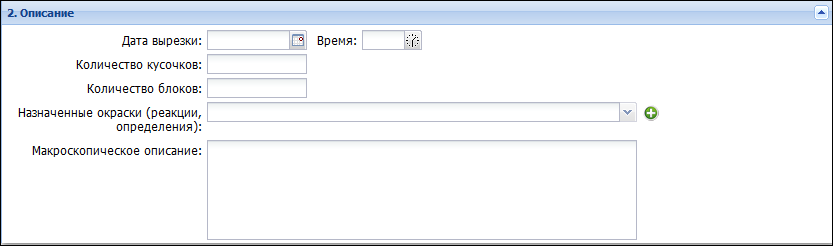 2. Описание
Дата вырезки: Время:
Количество кусочков:
Количество блоков:
Назначенные окраски (реакции,
определения):
Макроскопическое описание: